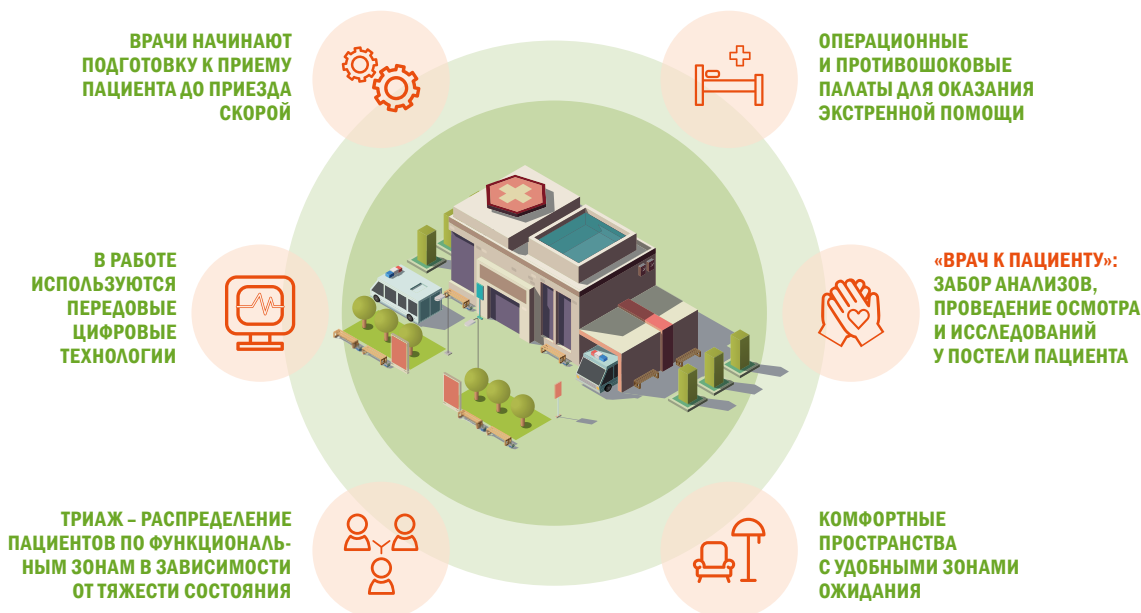 ВРАЧИ НАЧИНАЮТ
ПОДГОТОВКУ К ПРИЕМУ
ПАЦИЕНТА ДО ПРИЕЗДА
СКОРОЙ
ОПЕРАЦИОННЫЕ
И ПРОТИВОШОКОВЫЕ
ПАЛАТЫ ДЛЯ ОКАЗАНИЯ
ЭКСТРЕННОЙ ПОМОЩИ
В РАБОТЕ
ИСПОЛЬЗУЮТСЯ
ПЕРЕДОВЫЕ
ЦИФРОВЫЕ
ТЕХНОЛОГИИ
«ВРАЧ К ПАЦИЕНТУ»:
ЗАБОР АНАЛИЗОВ,
ПРОВЕДЕНИЕ ОСМОТРА
И ИССЛЕДОВАНИЙ
У ПОСТЕЛИ ПАЦИЕНТА
ТРИАЖ – РАСПРЕДЕЛЕНИЕ
ПАЦИЕНТОВ ПО ФУНКЦИОНАЛЬ-
НЫМ ЗОНАМ В ЗАВИСИМОСТИ
ОТ ТЯЖЕСТИ СОСТОЯНИЯ
КОМФОРТНЫЕ
ПРОСТРАНСТВА
С УДОБНЫМИ ЗОНАМИ
ОЖИДАНИЯ